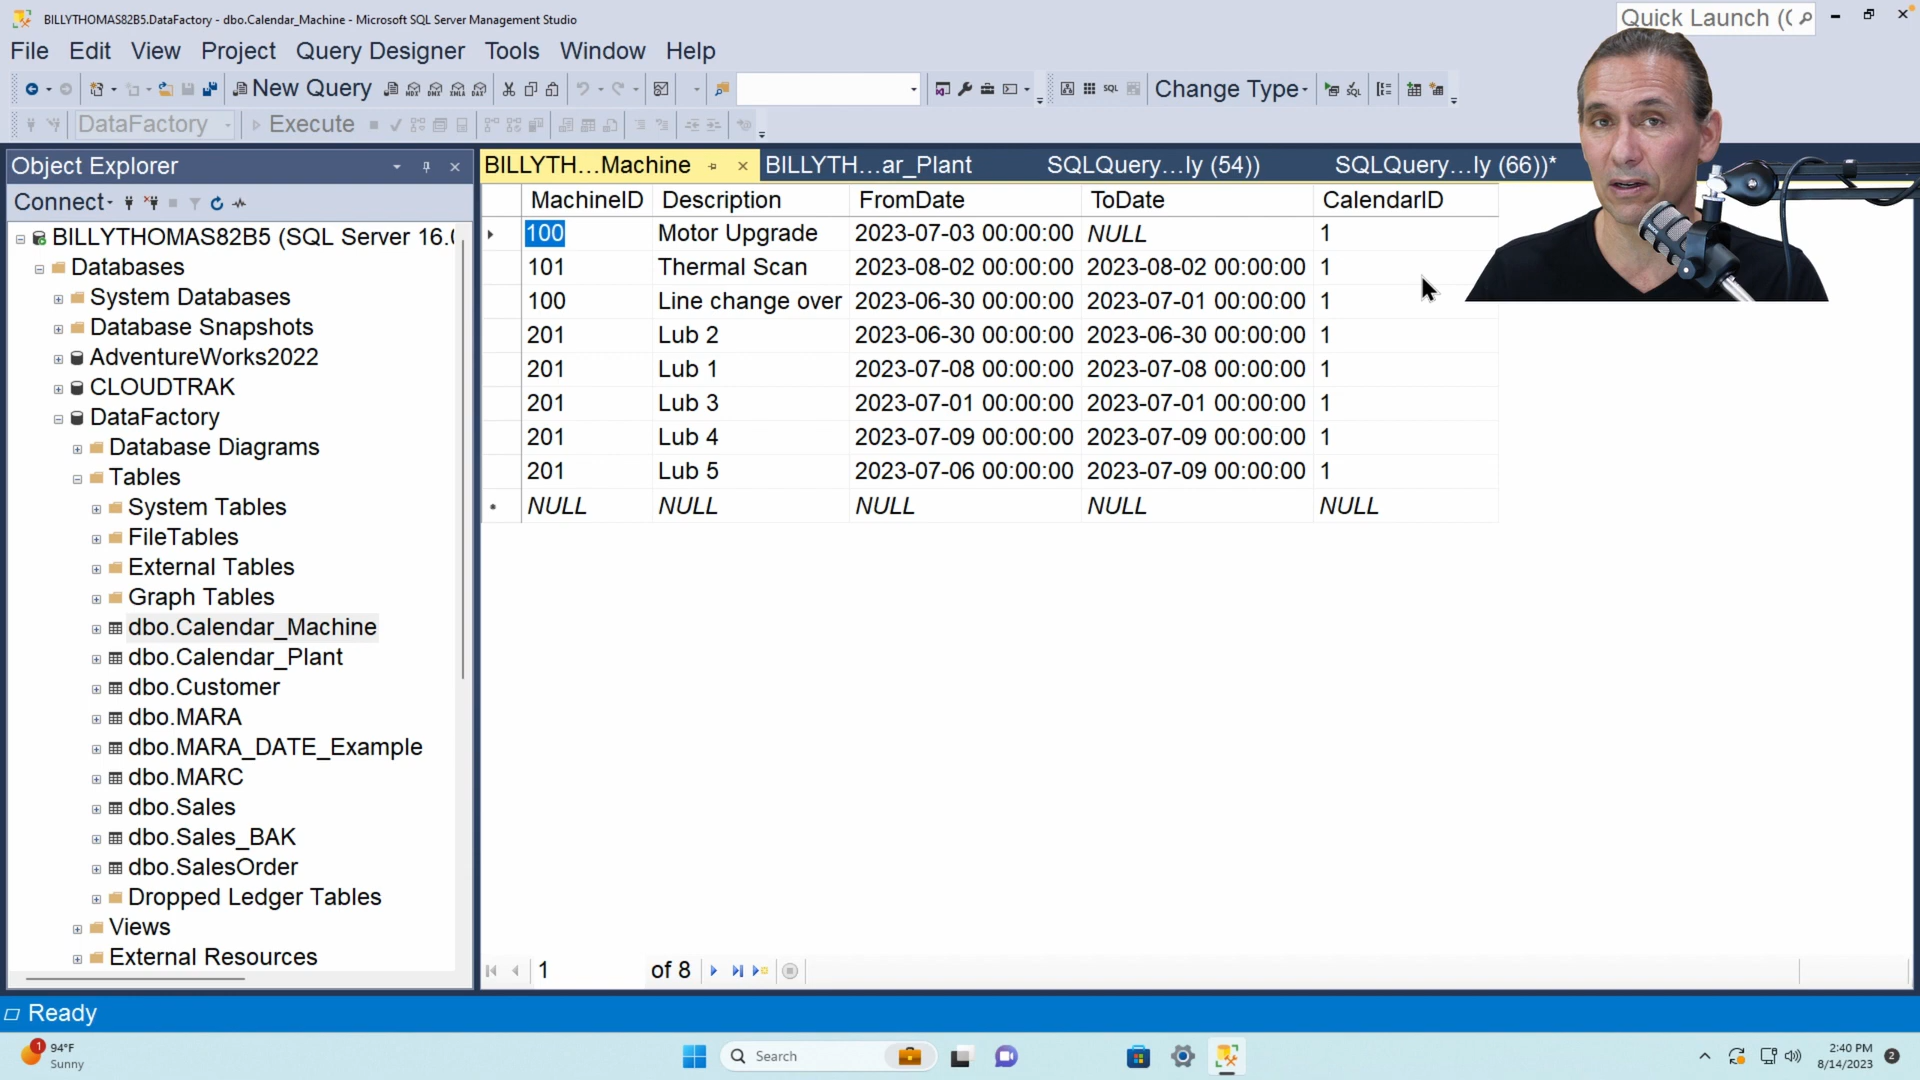 BILLYTHOMAS82B5.DataFactory - dbo.Calendar_Machine - Microsoft SQL Server Management Studio
Quick Launch (
File Edit View Project Query Designer Tools Window Help
New Query
Change Type
DataFactory
Execute
Object Explorer
Connect
BILLYTHOMAS82B5 (SQL Server 16.
Databases
System Databases
Database Snapshots
AdventureWorks2022
CLOUDTRAK
DataFactory
Database Diagrams
Tables
System Tables
FileTables
External Tables
Graph Tables
dbo.Calendar_Machine
dbo.Calendar_Plant
dbo.Customer
dbo.MARA
dbo.MARA_DATE_Example
dbo.MARC
dbo.Sales
dbo.Sales_BAK
dbo.SalesOrder
Dropped Ledger Tables
Views
External Resources
BILLYTH...Machine BILLYTH...ar_Plant SQLQuery...ly (54)) SQLQuery...ly (66))*
MachineID Description FromDate ToDate CalendarID
100 Motor Upgrade 2023-07-03 00:00:00 NULL 1
101 Thermal Scan 2023-08-02 00:00:00 2023-08-02 00:00:00 1
100 Line change over 2023-06-30 00:00:00 2023-07-01 00:00:00 1
201 Lub 2 2023-06-30 00:00:00 2023-06-30 00:00:00 1
201 Lub 1 2023-07-08 00:00:00 2023-07-08 00:00:00 1
201 Lub 3 2023-07-01 00:00:00 2023-07-01 00:00:00 1
201 Lub 4 2023-07-09 00:00:00 2023-07-09 00:00:00 1
201 Lub 5 2023-07-06 00:00:00 2023-07-09 00:00:00 1
NULL NULL NULL NULL NULL
1 of 8
Ready
1
94°F
Sunny
Search
2:40 PM
8/14/2023
2